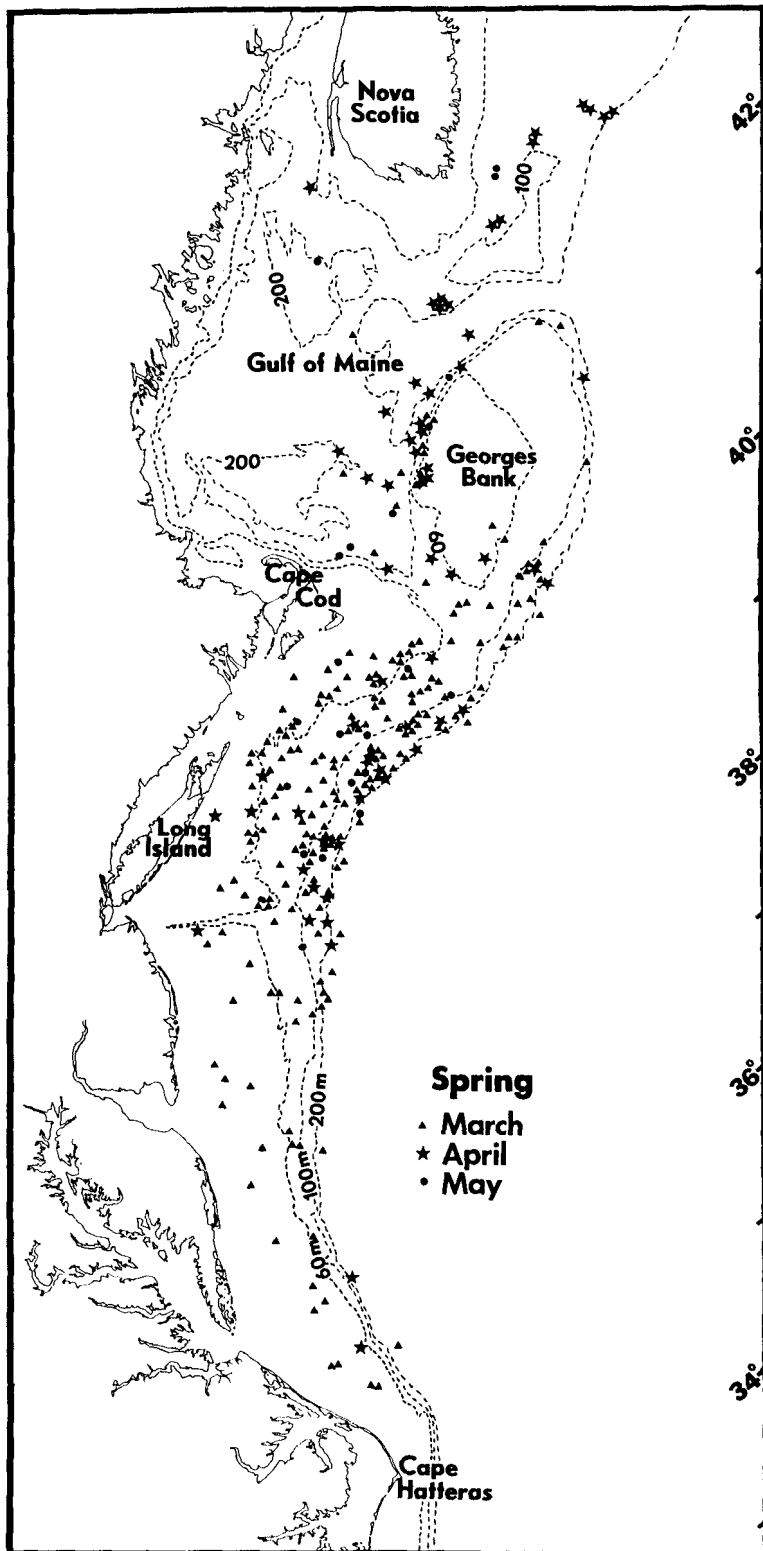 Nova
Scotia
42°
100
200
Gulf of Maine
40°
200
Georges
Bank
60
Cape
Cod
38°
Long
Island
Spring
▲ March
★ April
● May
36°
200m
100m
60m
34°
Cape
Hatteras